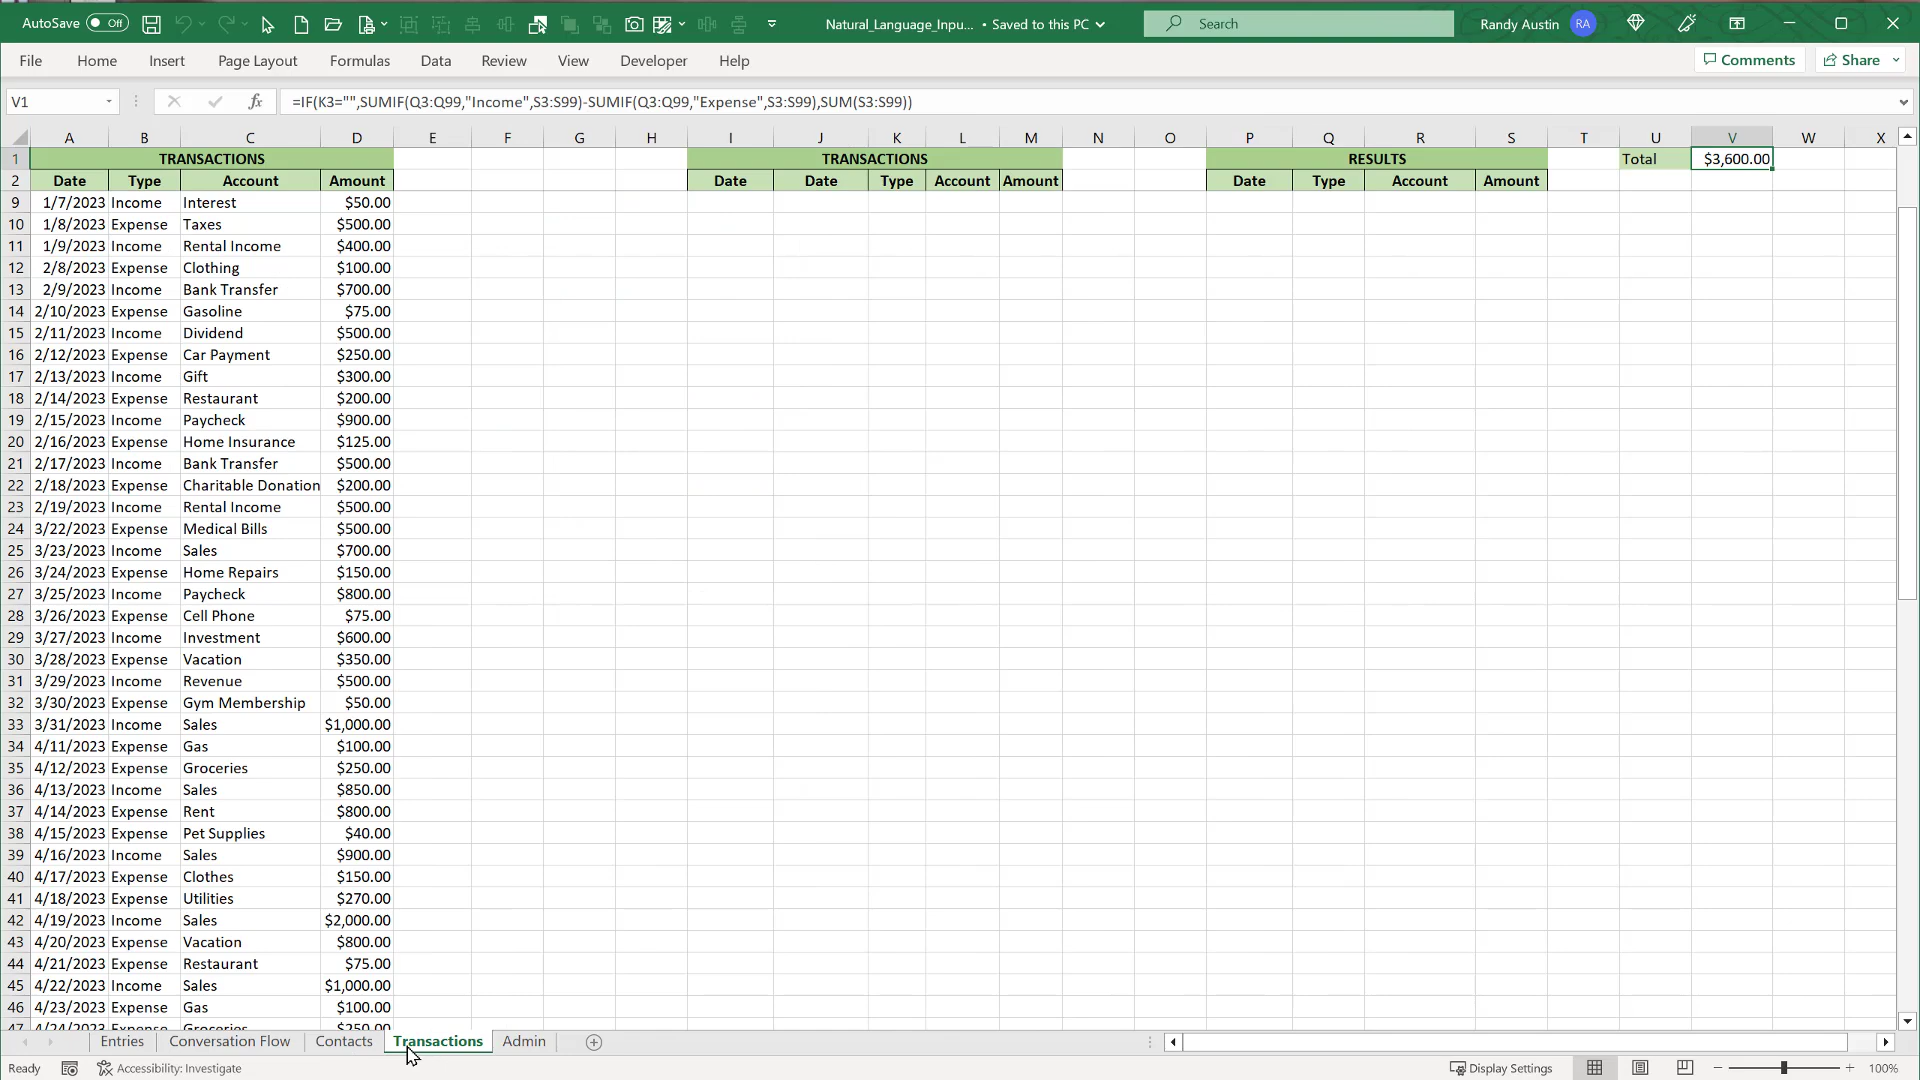 AutoSave Off Natural_Language_Inpu... • Saved to this PC Search Randy Austin RA
File Home Insert Page Layout Formulas Data Review View Developer Help Comments Share
V1 fx =IF(K3="",SUMIF(Q3:Q99,"Income",S3:S99)-SUMIF(Q3:Q99,"Expense",S3:S99),SUM(S3:S99))
A B C D E F G H I J K L M N O P Q R S T U V W X
1 TRANSACTIONS TRANSACTIONS RESULTS Total $3,600.00
2 Date Type Account Amount Date Date Type Account Amount Date Type Account Amount
9 1/7/2023 Income Interest $50.00
10 1/8/2023 Expense Taxes $500.00
11 1/9/2023 Income Rental Income $400.00
12 2/8/2023 Expense Clothing $100.00
13 2/9/2023 Income Bank Transfer $700.00
14 2/10/2023 Expense Gasoline $75.00
15 2/11/2023 Income Dividend $500.00
16 2/12/2023 Expense Car Payment $250.00
17 2/13/2023 Income Gift $300.00
18 2/14/2023 Expense Restaurant $200.00
19 2/15/2023 Income Paycheck $900.00
20 2/16/2023 Expense Home Insurance $125.00
21 2/17/2023 Income Bank Transfer $500.00
22 2/18/2023 Expense Charitable Donation $200.00
23 2/19/2023 Income Rental Income $500.00
24 3/22/2023 Expense Medical Bills $500.00
25 3/23/2023 Income Sales $700.00
26 3/24/2023 Expense Home Repairs $150.00
27 3/25/2023 Income Paycheck $800.00
28 3/26/2023 Expense Cell Phone $75.00
29 3/27/2023 Income Investment $600.00
30 3/28/2023 Expense Vacation $350.00
31 3/29/2023 Income Revenue $500.00
32 3/30/2023 Expense Gym Membership $50.00
33 3/31/2023 Income Sales $1,000.00
34 4/11/2023 Expense Gas $100.00
35 4/12/2023 Expense Groceries $250.00
36 4/13/2023 Income Sales $850.00
37 4/14/2023 Expense Rent $800.00
38 4/15/2023 Expense Pet Supplies $40.00
39 4/16/2023 Income Sales $900.00
40 4/17/2023 Expense Clothes $150.00
41 4/18/2023 Expense Utilities $270.00
42 4/19/2023 Income Sales $2,000.00
43 4/20/2023 Expense Vacation $800.00
44 4/21/2023 Expense Restaurant $75.00
45 4/22/2023 Income Sales $1,000.00
46 4/23/2023 Expense Gas $100.00
47 4/24/2023 Expense Groceries $250.00
Entries Conversation Flow Contacts Transactions Admin
Ready Accessibility: Investigate Display Settings 100%